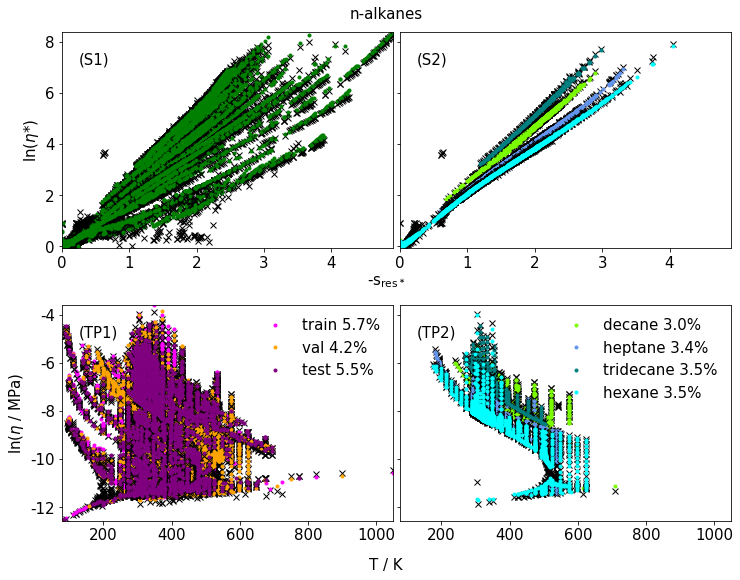 n-alkanes
(S1)
(S2)
ln(η*)
8
6
4
2
0
0 1 2 3 4
0 1 2 3 4
-s_res*
(TP1)
train 5.7%
val 4.2%
test 5.5%
(TP2)
decane 3.0%
heptane 3.4%
tridecane 3.5%
hexane 3.5%
ln(η / MPa)
-4
-6
-8
-10
-12
200 400 600 800 1000
200 400 600 800 1000
T / K